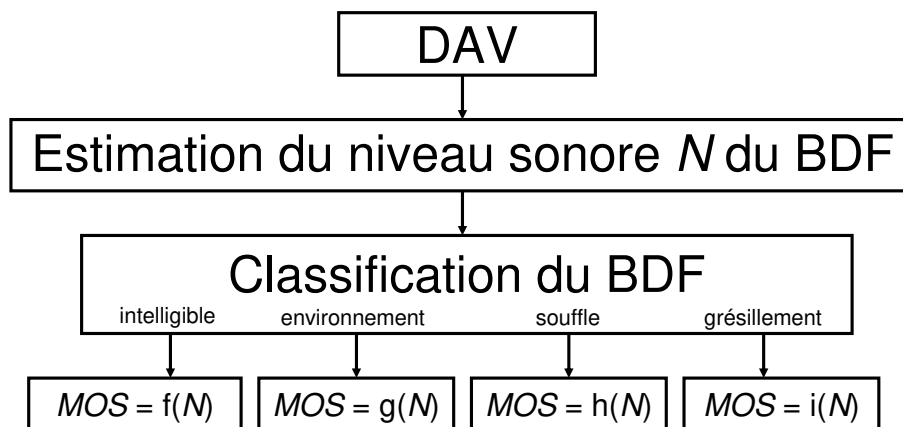 DAV
Estimation du niveau sonore N du BDF
Classification du BDF
intelligible environnement souffle grésillement
MOS = f(N) MOS = g(N) MOS = h(N) MOS = i(N)